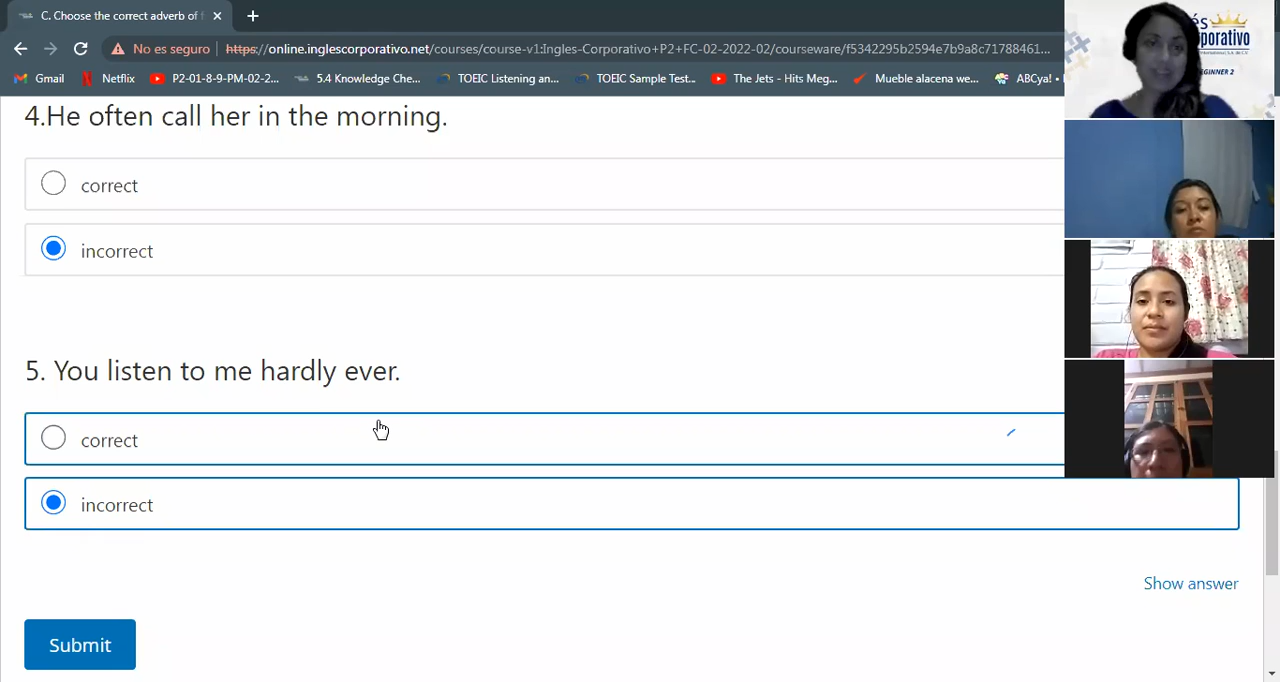 C. Choose the correct adverb of f
No es seguro
https://online.inglescorporativo.net/courses/course-v1:Ingles-Corporativo+P2+FC-02-2022-02/courseware/f5342295b2594e7b9a8c71788461...
Gmail
Netflix
P2-01-8-9-PM-02-2...
5.4 Knowledge Che...
TOEIC Listening an...
TOEIC Sample Test...
The Jets - Hits Meg...
Mueble alacena we...
ABCya! •
4.He often call her in the morning.
correct
incorrect
5. You listen to me hardly ever.
correct
incorrect
Show answer
Submit